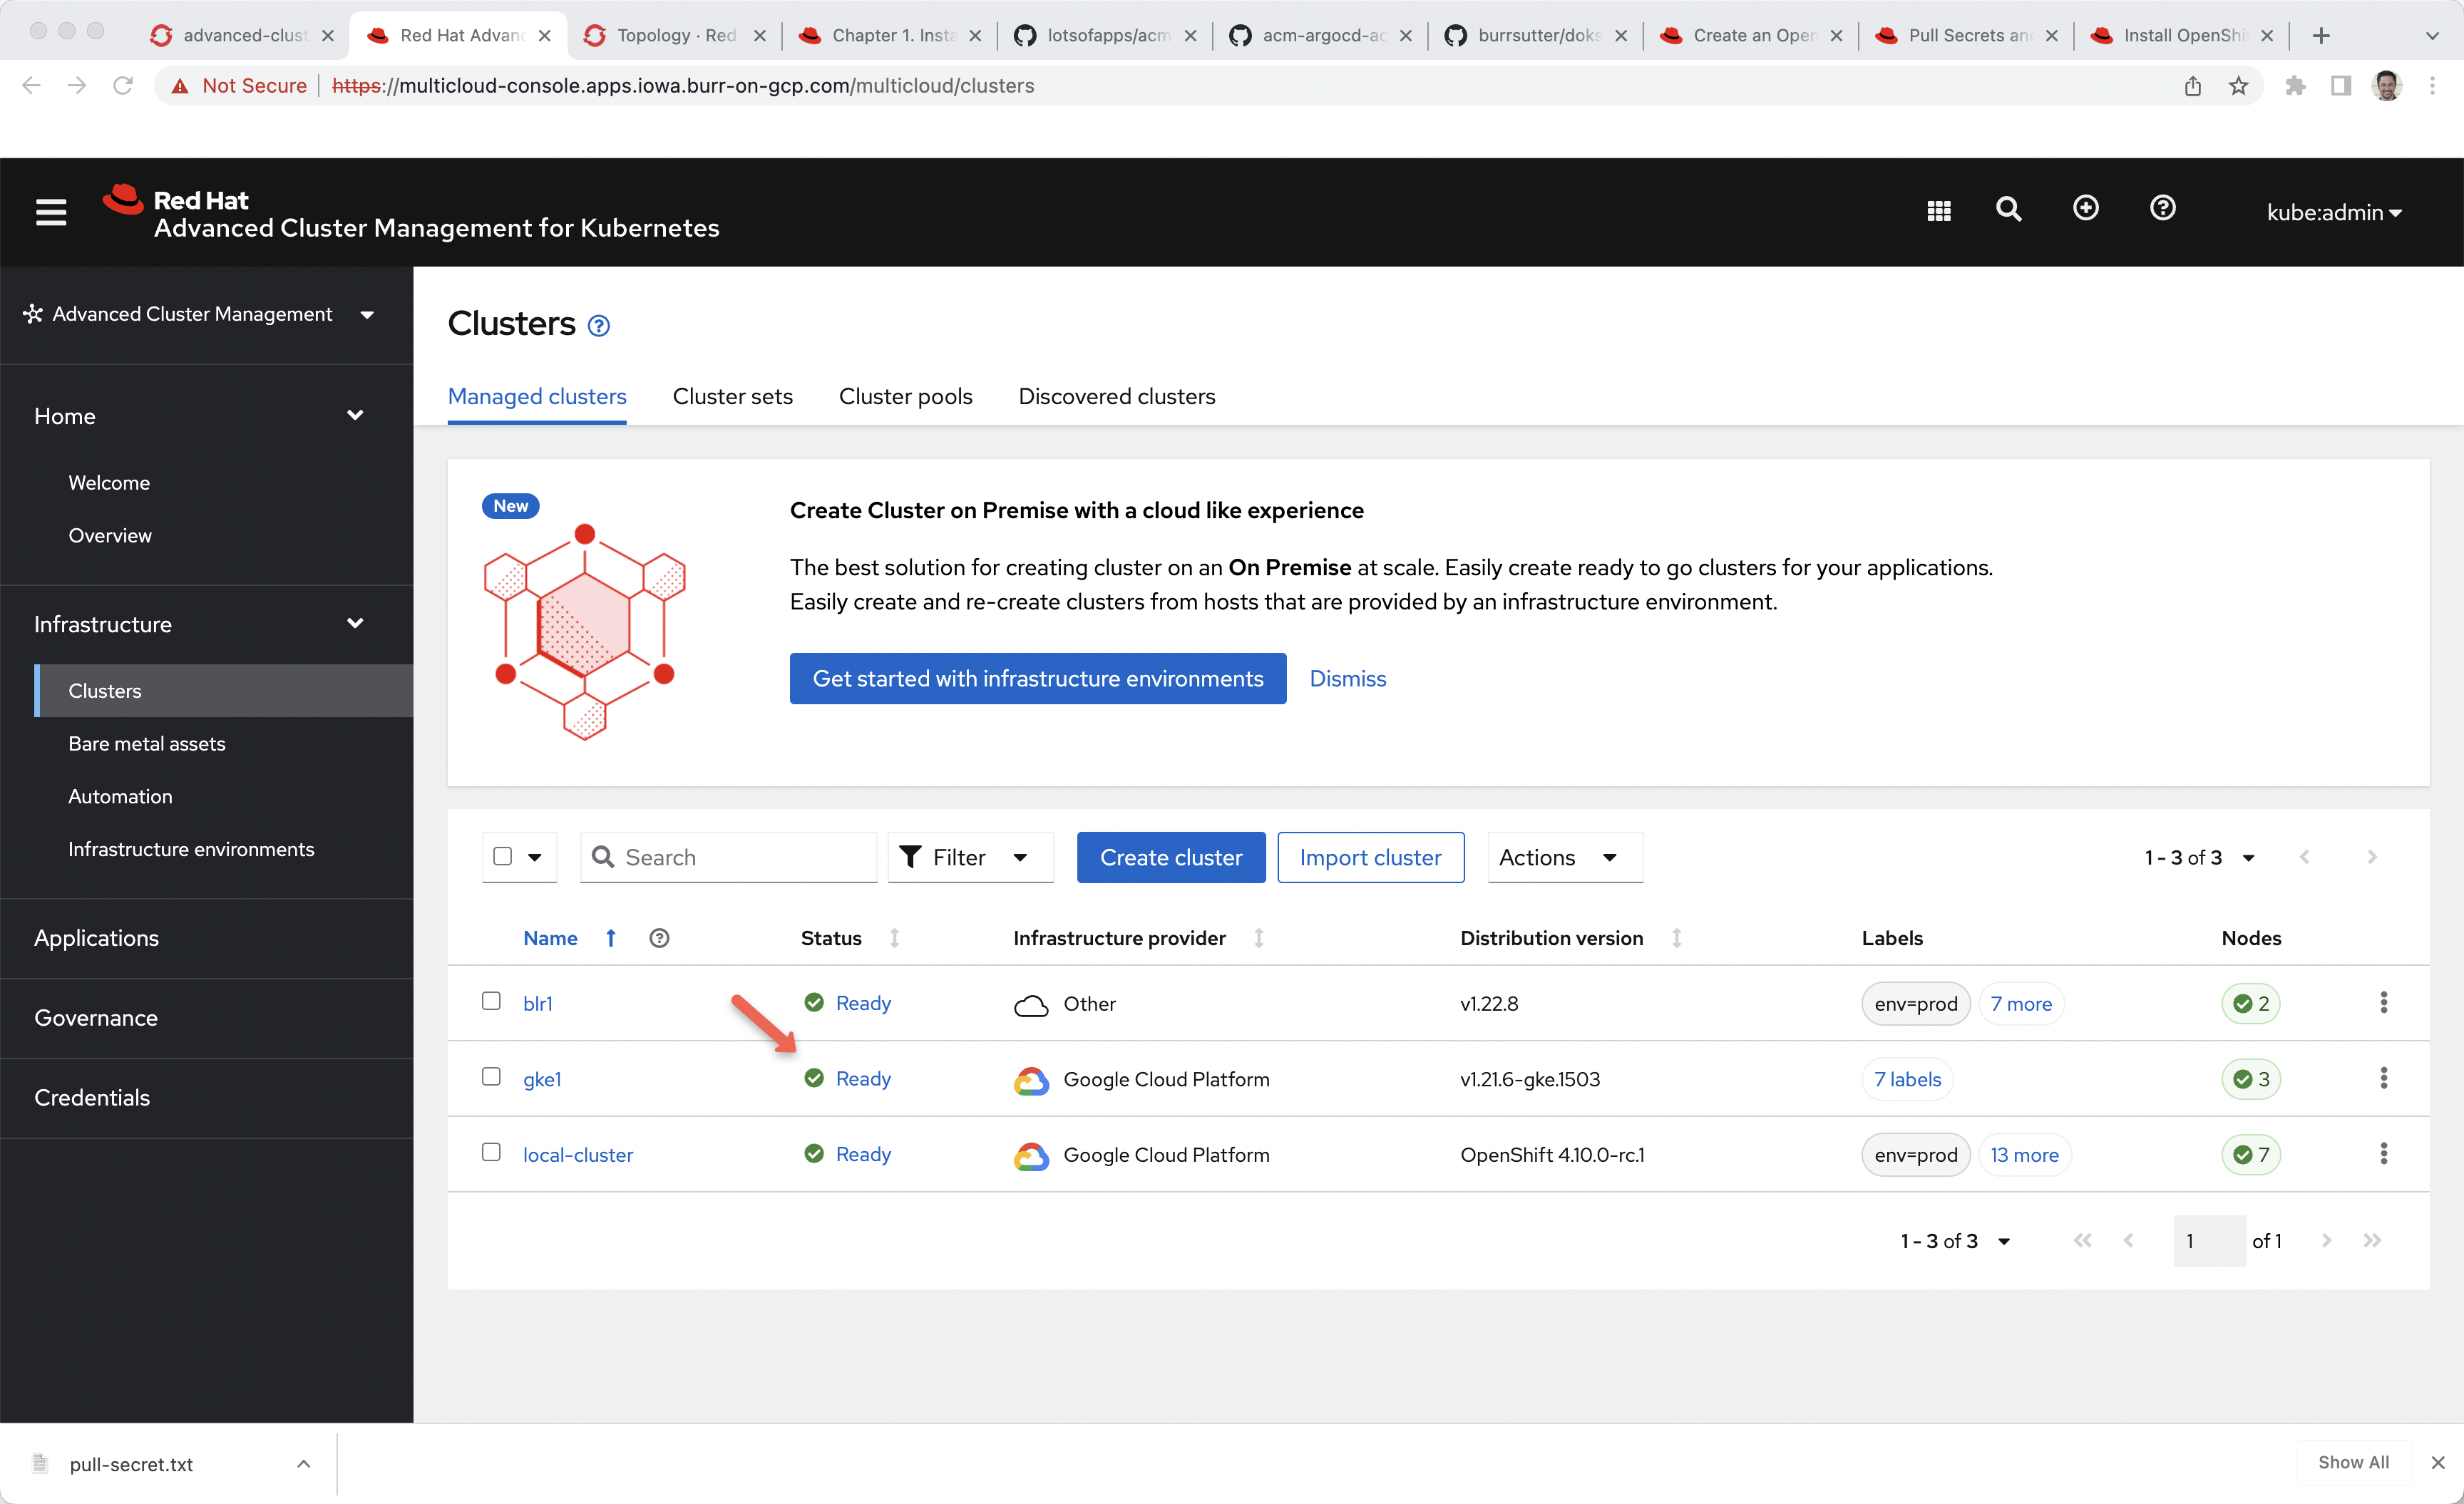 advanced-clust
Red Hat Advan
Topology · Red
Chapter 1. Insta
lotsofapps/acm
acm-argocd-ac
burrsutter/doks
Create an Open
Pull Secrets and
Install OpenShi
Not Secure
https://multicloud-console.apps.iowa.burr-on-gcp.com/multicloud/clusters
Red Hat
Advanced Cluster Management for Kubernetes
kube:admin
Advanced Cluster Management
Home
Welcome
Overview
Infrastructure
Clusters
Bare metal assets
Automation
Infrastructure environments
Applications
Governance
Credentials
Clusters
Managed clusters
Cluster sets
Cluster pools
Discovered clusters
New
Create Cluster on Premise with a cloud like experience
The best solution for creating cluster on an On Premise at scale. Easily create ready to go clusters for your applications.
Easily create and re-create clusters from hosts that are provided by an infrastructure environment.
Get started with infrastructure environments
Dismiss
Search
Filter
Create cluster
Import cluster
Actions
1 - 3 of 3
Name Status Infrastructure provider Distribution version Labels Nodes
blr1 Ready Other v1.22.8 env=prod 7 more 2
gke1 Ready Google Cloud Platform v1.21.6-gke.1503 7 labels 3
local-cluster Ready Google Cloud Platform OpenShift 4.10.0-rc.1 env=prod 13 more 7
1 - 3 of 3
1 of 1
pull-secret.txt
Show All